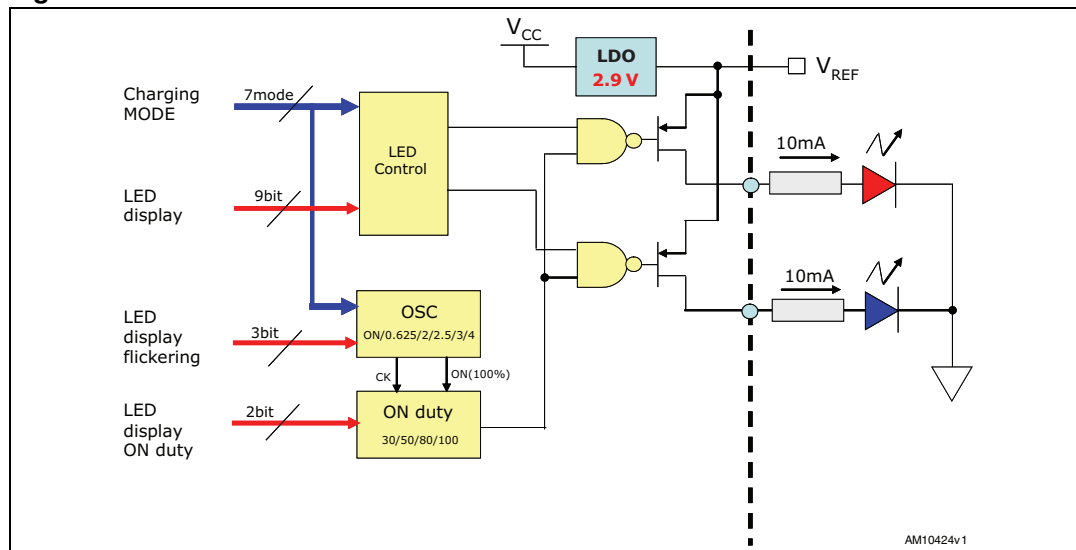 V_CC
LDO
2.9 V
V_REF
Charging
MODE
7mode
LED
Control
10mA
LED
display
9bit
10mA
OSC
ON/0.625/2/2.5/3/4
LED
display
flickering
3bit
CK
ON(100%)
LED
display
ON duty
2bit
ON duty
30/50/80/100
AM10424v1